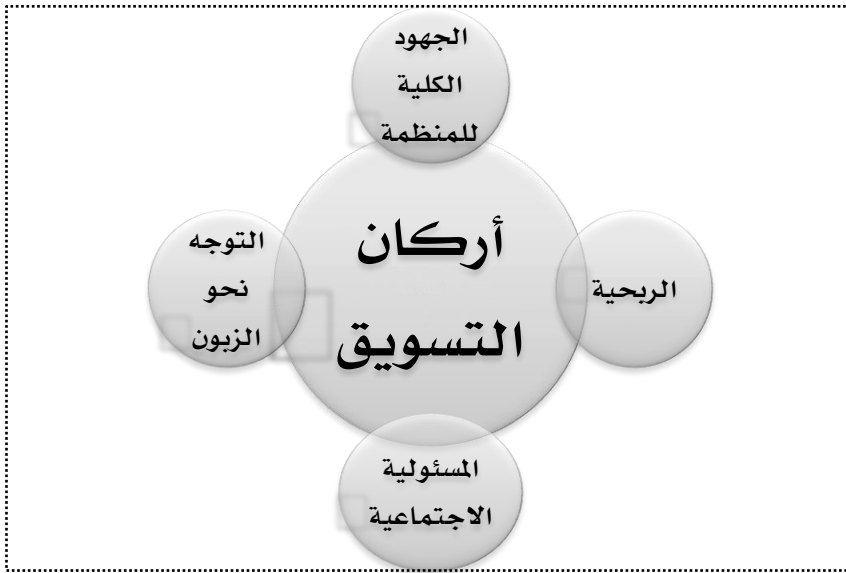 الجهود
الكلية
للمنظمة
أركان
التسويق
الربحية
التوجه
نحو
الزبون
المسئولية
الاجتماعية